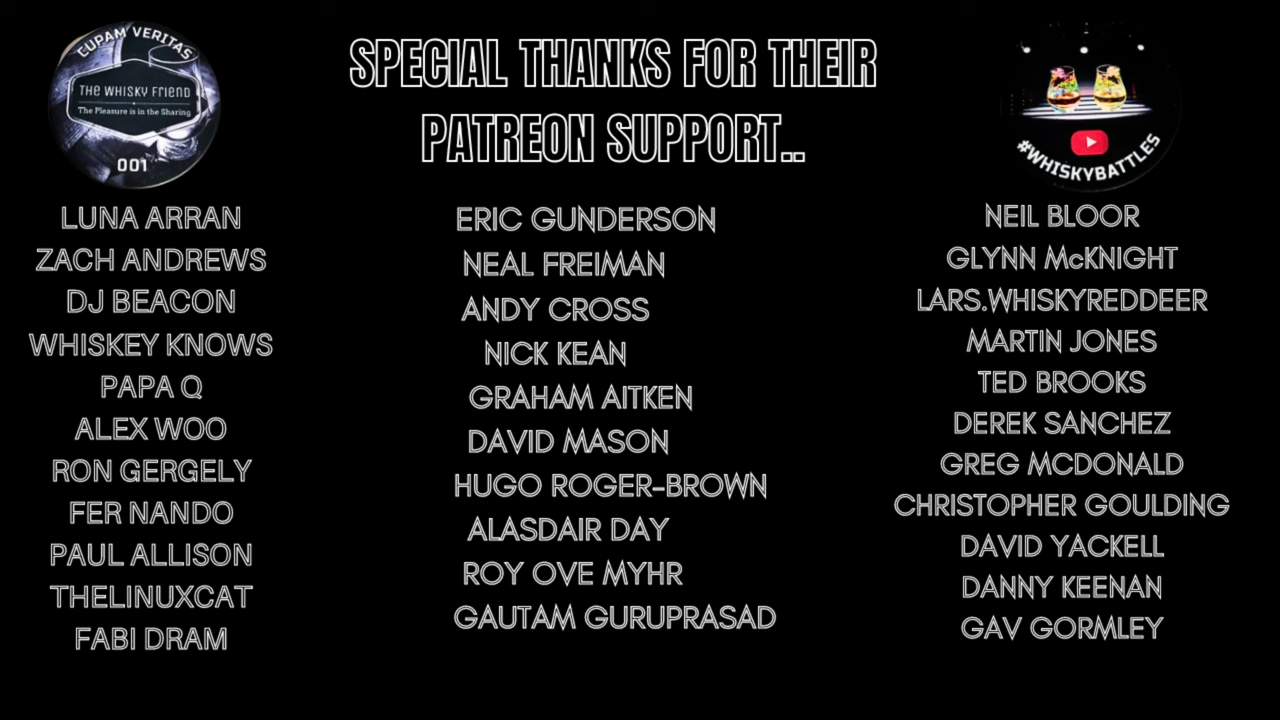 CUPAM VERITAS
THE WHISKY FRIEND
The Pleasure is in the Sharing
001
SPECIAL THANKS FOR THEIR
PATREON SUPPORT..
#WHISKYBATTLES
LUNA ARRAN
ZACH ANDREWS
DJ BEACON
WHISKEY KNOWS
PAPA Q
ALEX WOO
RON GERGELY
FER NANDO
PAUL ALLISON
THELINUXCAT
FABI DRAM
ERIC GUNDERSON
NEAL FREIMAN
ANDY CROSS
NICK KEAN
GRAHAM AITKEN
DAVID MASON
HUGO ROGER-BROWN
ALASDAIR DAY
ROY OVE MYHR
GAUTAM GURUPRASAD
NEIL BLOOR
GLYNN McKNIGHT
LARS.WHISKYREDDEER
MARTIN JONES
TED BROOKS
DEREK SANCHEZ
GREG MCDONALD
CHRISTOPHER GOULDING
DAVID YACKELL
DANNY KEENAN
GAV GORMLEY